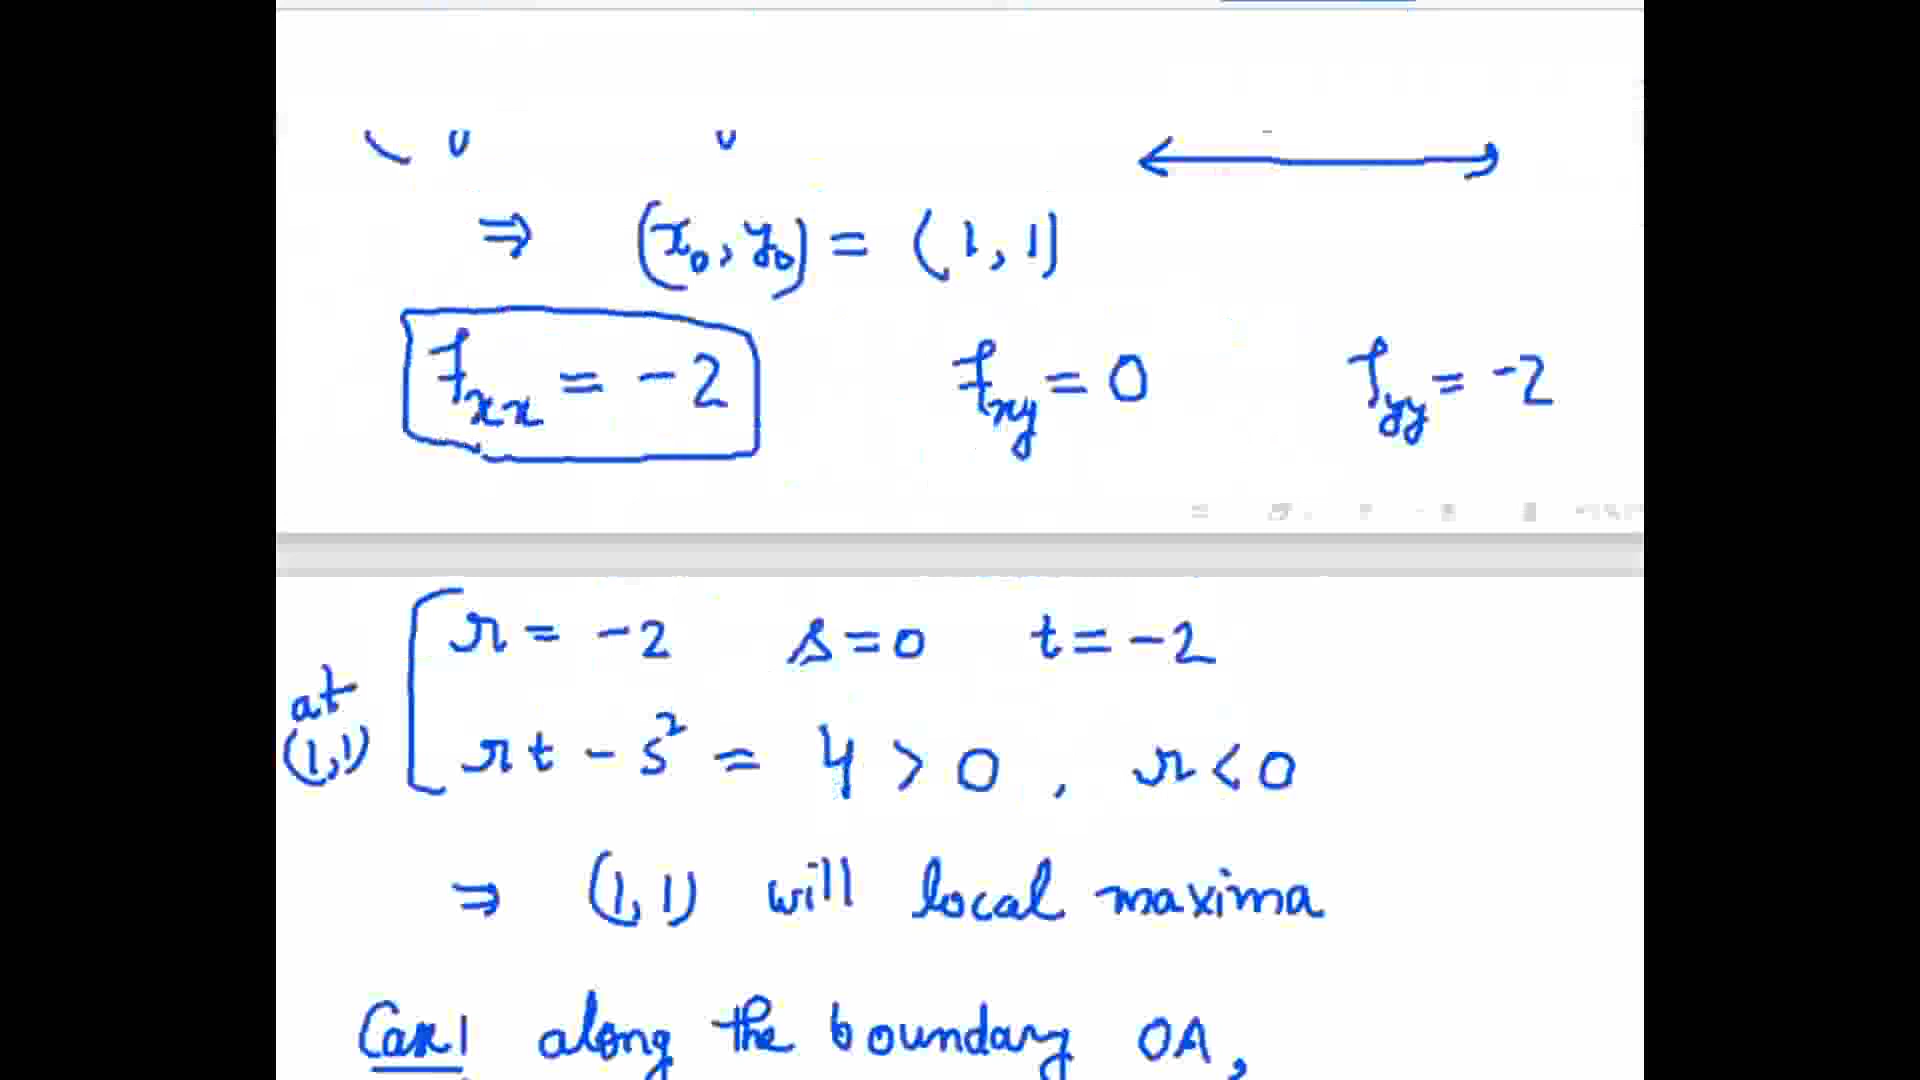 ⇒ (x₀, y₀) = (1, 1)
fxx = -2 fxy = 0 fyy = -2
r = -2 s = 0 t = -2
at
(1,1)
rt - s² = 4 > 0 , r < 0
⇒ (1, 1) will local maxima
Case 1 along the boundary OA,